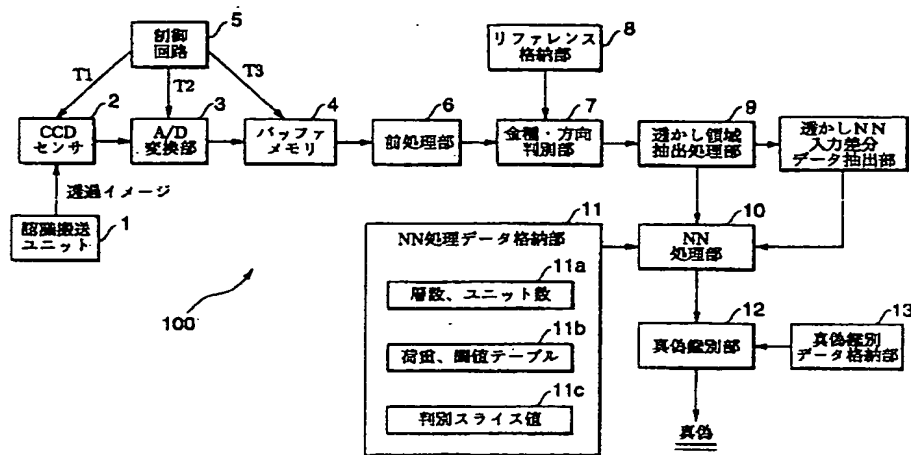 5
制御
回路
8
リファレンス
格納部
T1
T2
T3
2
3
4
6
7
9
CCD
センサ
A/D
変換部
バッファ
メモリ
前処理部
金種・方向
判別部
透かし領域
抽出処理部
透かしNN
入力差分
データ抽出部
透過イメージ
1
搬送
ユニット
11
NN処理データ格納部
10
NN
処理部
11a
層数、ユニット数
100
11b
荷重、閾値テーブル
12
真偽鑑別部
13
真偽鑑別
データ格納部
11c
判別スライス値
真偽